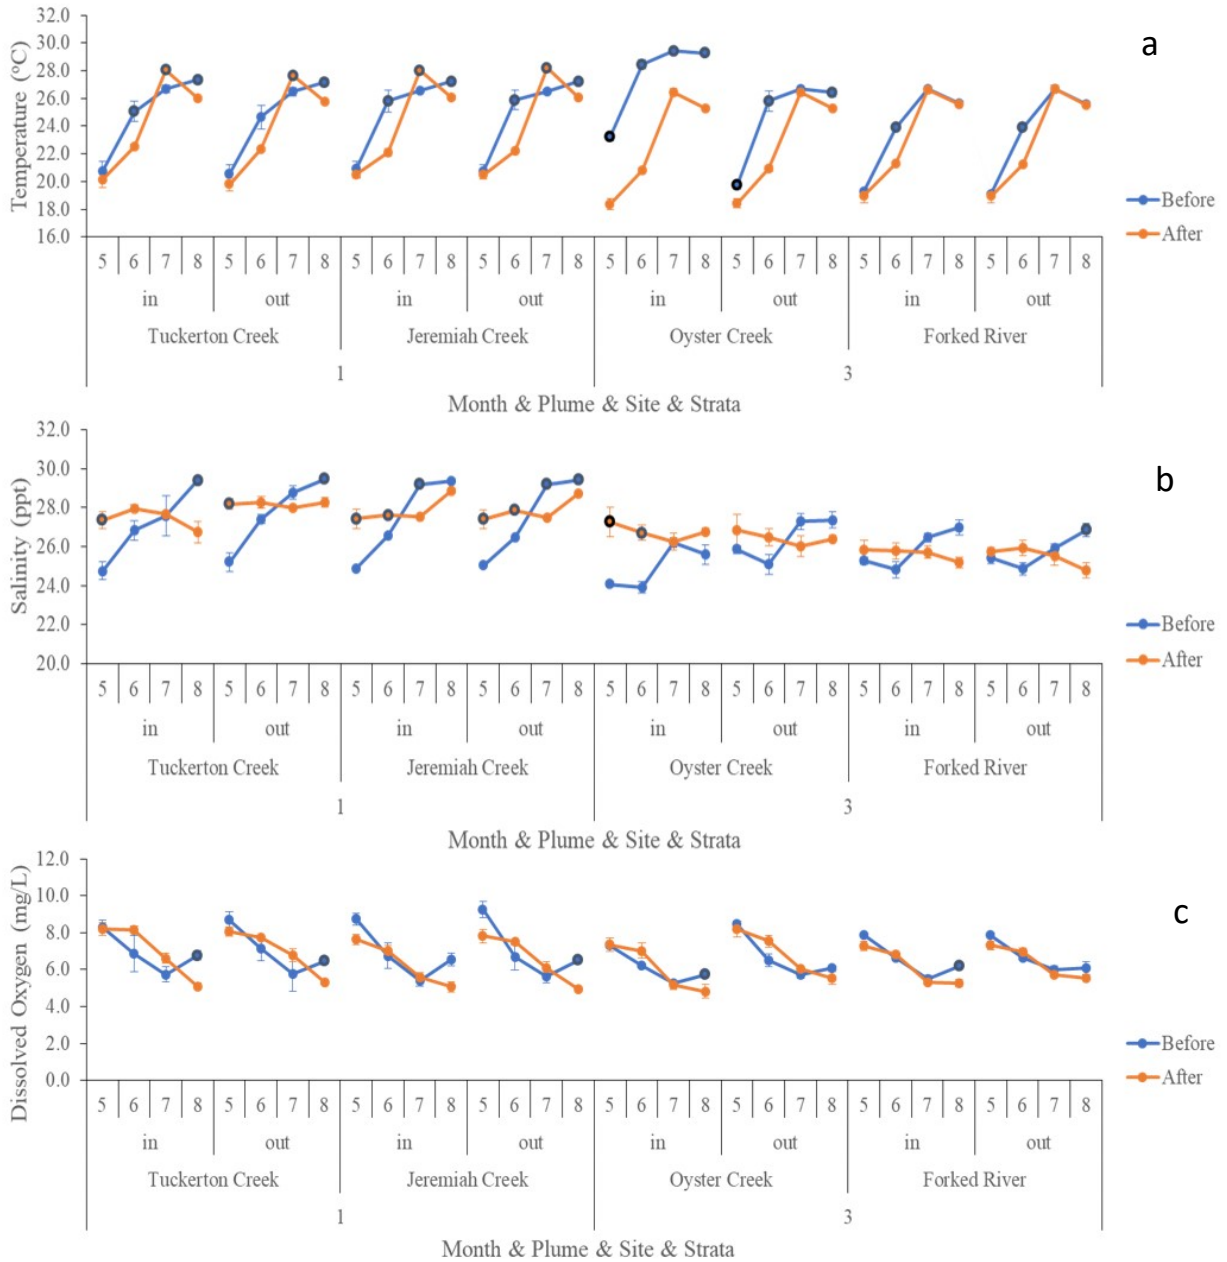 32.0
30.0
28.0
26.0
24.0
22.0
20.0
18.0
16.0
Temperature (°C)
a
Before
After
5 6 7 8 5 6 7 8 5 6 7 8 5 6 7 8 5 6 7 8 5 6 7 8 5 6 7 8 5 6 7 8
in out in out in out in out
Tuckerton Creek Jeremiah Creek Oyster Creek Forked River
1 3
Month & Plume & Site & Strata
32.0
30.0
28.0
26.0
24.0
22.0
20.0
Salinity (ppt)
b
Before
After
5 6 7 8 5 6 7 8 5 6 7 8 5 6 7 8 5 6 7 8 5 6 7 8 5 6 7 8 5 6 7 8
in out in out in out in out
Tuckerton Creek Jeremiah Creek Oyster Creek Forked River
1 3
Month & Plume & Site & Strata
12.0
10.0
8.0
6.0
4.0
2.0
0.0
Dissolved Oxygen (mg/L)
c
Before
After
5 6 7 8 5 6 7 8 5 6 7 8 5 6 7 8 5 6 7 8 5 6 7 8 5 6 7 8 5 6 7 8
in out in out in out in out
Tuckerton Creek Jeremiah Creek Oyster Creek Forked River
1 3
Month & Plume & Site & Strata